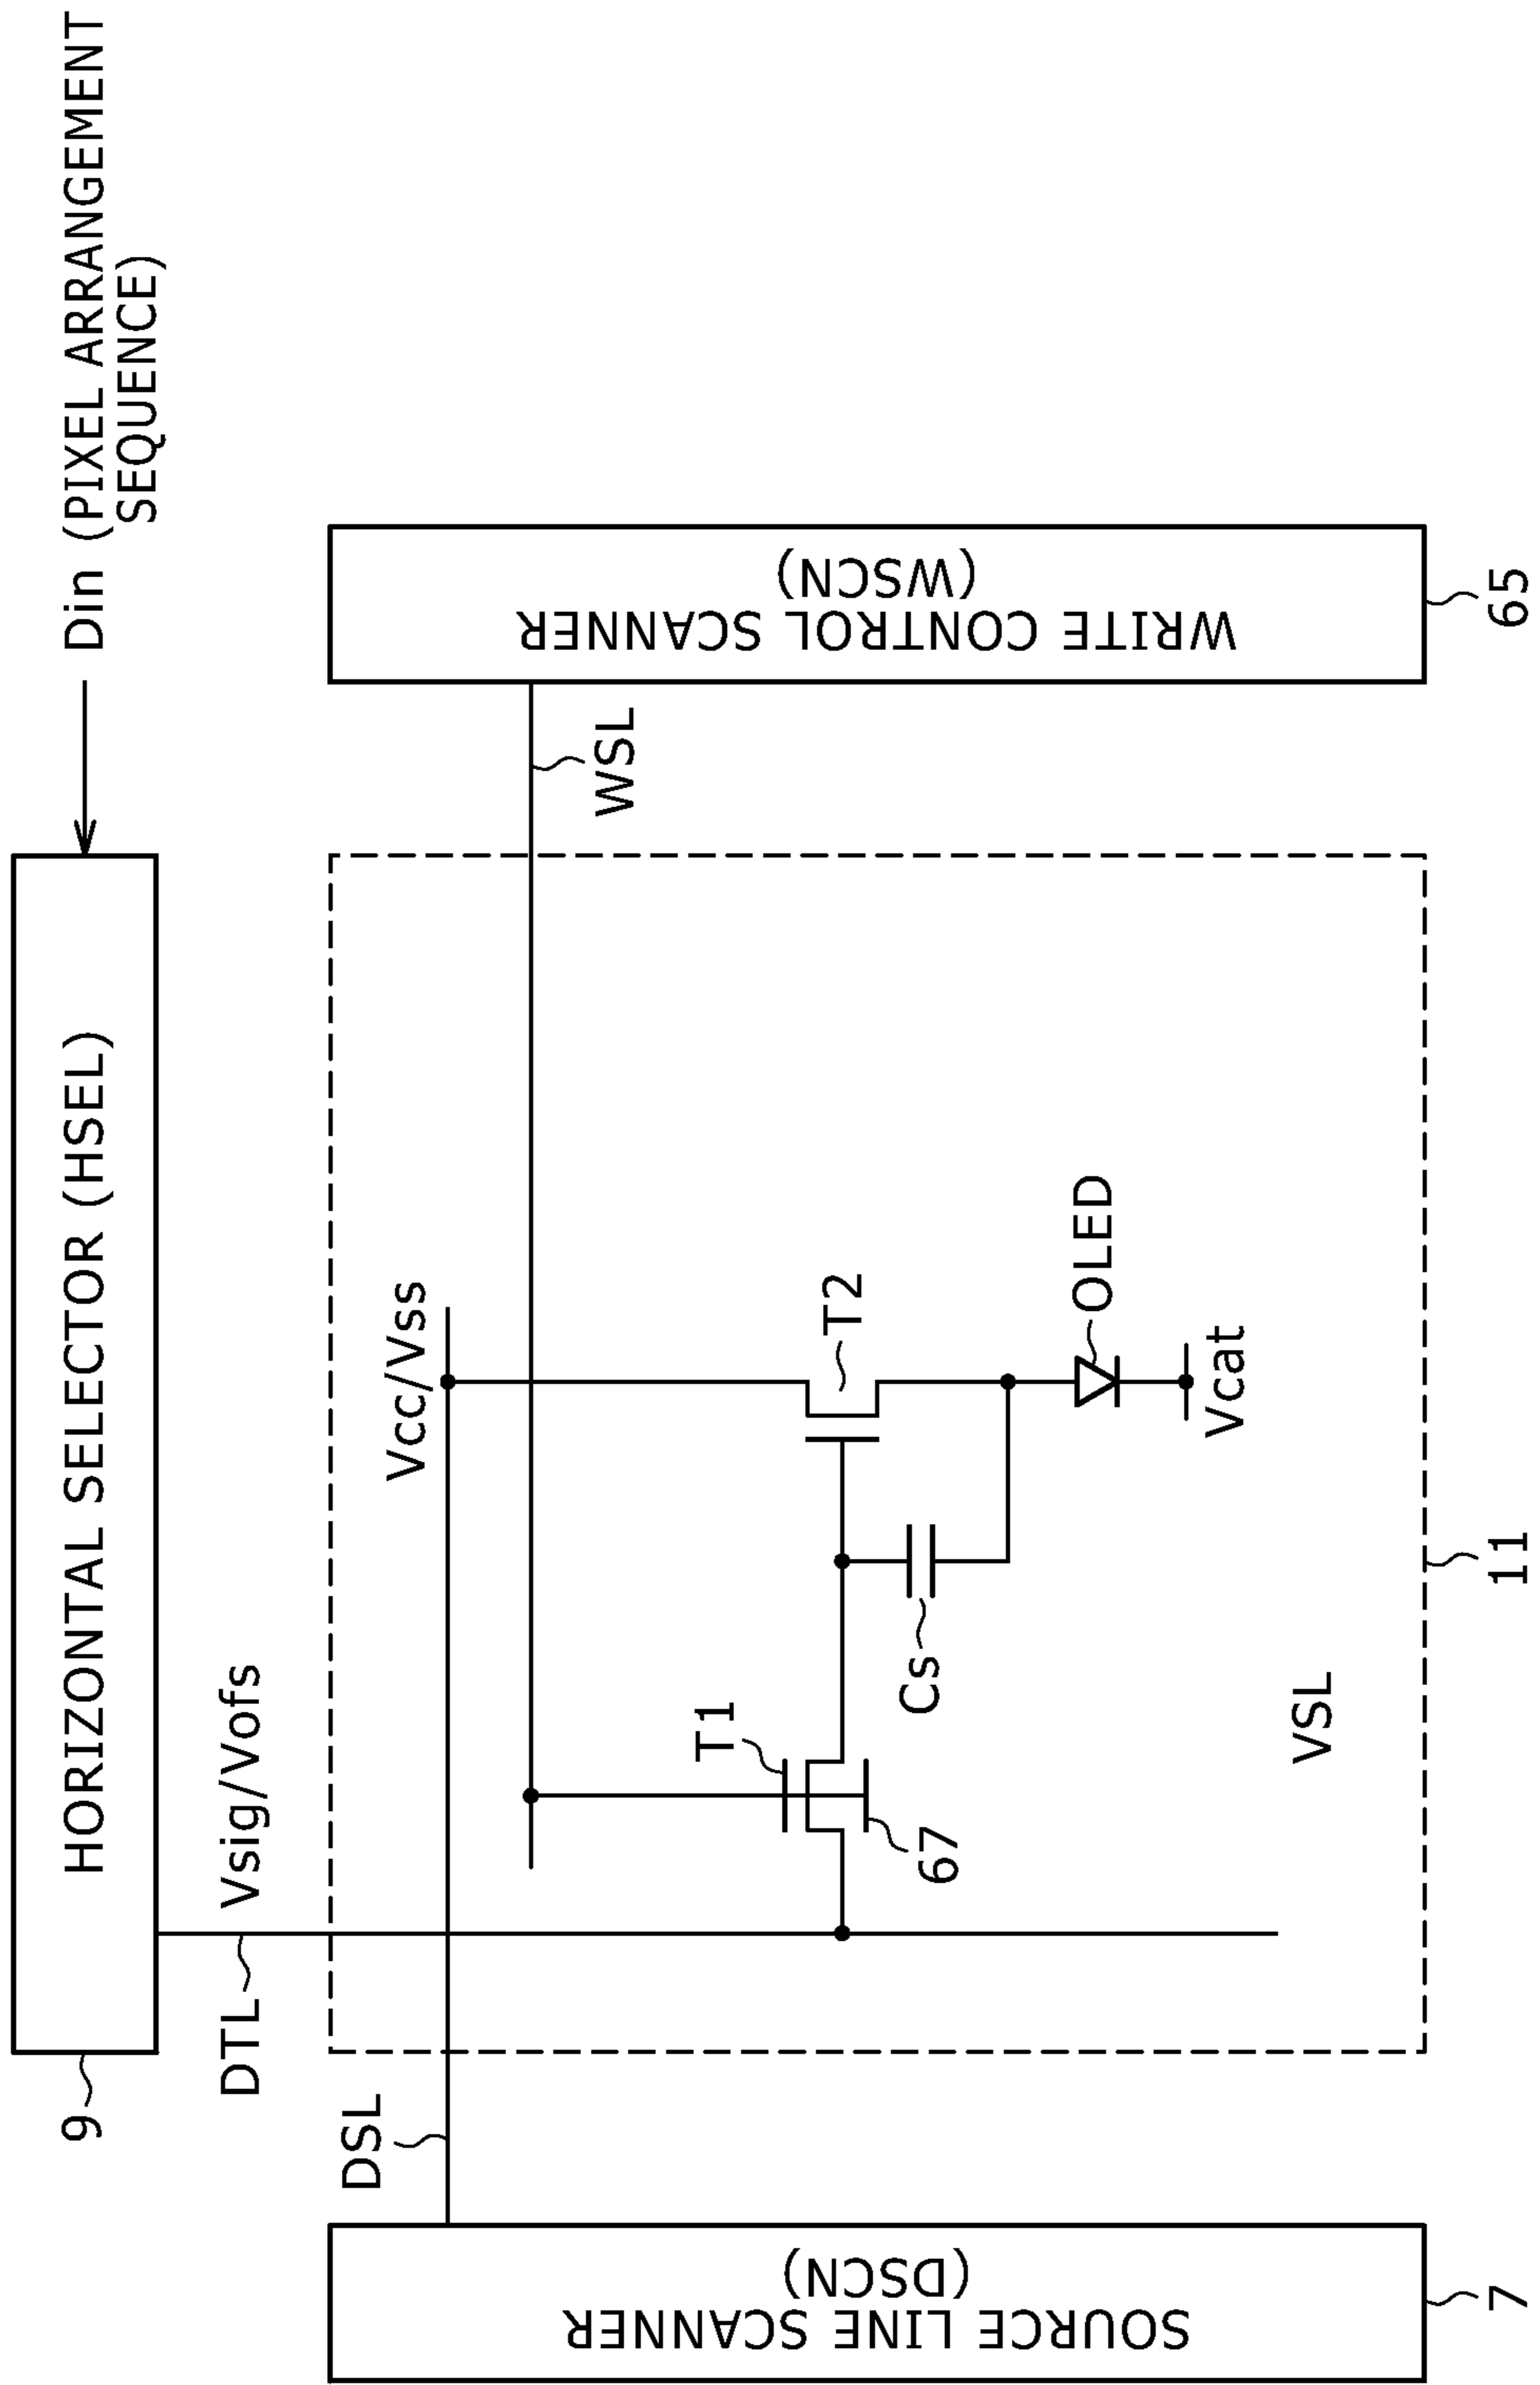 Din (PIXEL ARRANGEMENT
SEQUENCE)
HORIZONTAL SELECTOR (HSEL)
9
DTL
Vsig/Vofs
DSL
Vcc/Vss
WSL
T1
67
T2
Cs
OLED
Vcat
VSL
SOURCE LINE SCANNER
(DSCN)
WRITE CONTROL SCANNER
(WSCN)
7
11
65